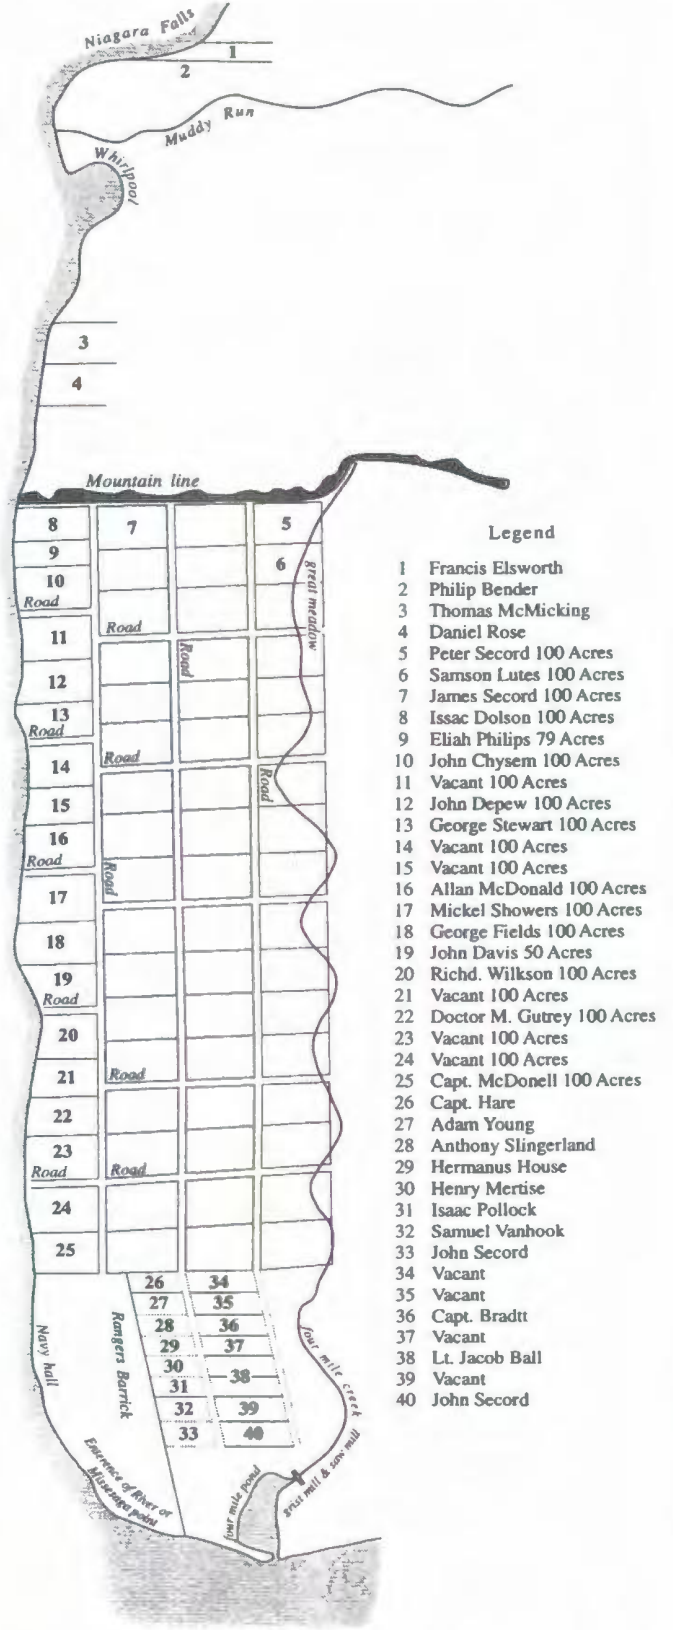 Niagara Falls
1
2
Muddy Run
Whirlpool
3
4
Mountain line
8
7
5
9
6
10
great meadow
Road
Road
11
Road
12
13
Road
Road
14
Road
15
16
Road
Road
17
18
19
Road
20
21
Road
22
23
Road
Road
24
25
26
34
27
35
28
36
29
37
30
38
31
32
39
33
40
Navy hall
Rangers Barrick
four mile creek
Enserence of River or
Missesaga point
four mile pond
grist mill & saw mill
Legend
1 Francis Elsworth
2 Philip Bender
3 Thomas McMicking
4 Daniel Rose
5 Peter Secord 100 Acres
6 Samson Lutes 100 Acres
7 James Secord 100 Acres
8 Issac Dolson 100 Acres
9 Eliah Philips 79 Acres
10 John Chysem 100 Acres
11 Vacant 100 Acres
12 John Depew 100 Acres
13 George Stewart 100 Acres
14 Vacant 100 Acres
15 Vacant 100 Acres
16 Allan McDonald 100 Acres
17 Mickel Showers 100 Acres
18 George Fields 100 Acres
19 John Davis 50 Acres
20 Richd. Wilkson 100 Acres
21 Vacant 100 Acres
22 Doctor M. Gutrey 100 Acres
23 Vacant 100 Acres
24 Vacant 100 Acres
25 Capt. McDonell 100 Acres
26 Capt. Hare
27 Adam Young
28 Anthony Slingerland
29 Hermanus House
30 Henry Mertise
31 Isaac Pollock
32 Samuel Vanhook
33 John Secord
34 Vacant
35 Vacant
36 Capt. Bradtt
37 Vacant
38 Lt. Jacob Ball
39 Vacant
40 John Secord